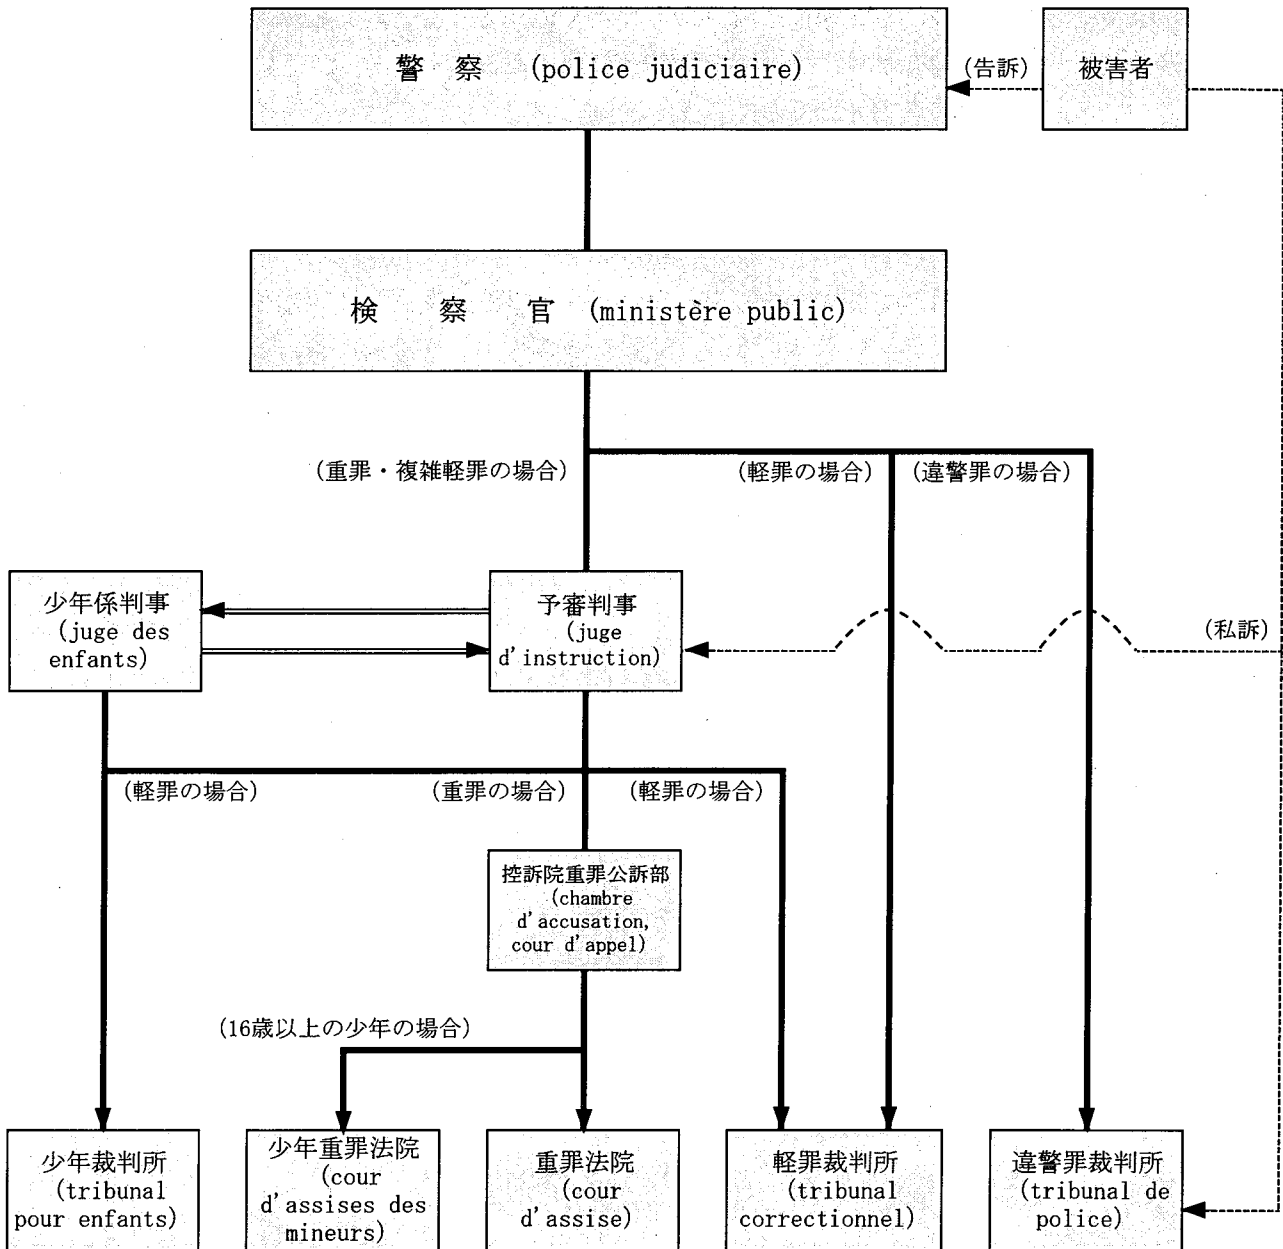 警 察 (police judiciaire)
(告訴)
被害者
検 察 官 (ministère public)
(重罪・複雑軽罪の場合)
(軽罪の場合)
(違警罪の場合)
少年係判事
(juge des
enfants)
予審判事
(juge
d'instruction)
(私訴)
(軽罪の場合)
(重罪の場合)
(軽罪の場合)
控訴院重罪公訴部
(chambre
d'accusation,
cour d'appel)
(16歳以上の少年の場合)
少年裁判所
(tribunal
pour enfants)
少年重罪法院
(cour
d'assises des
mineurs)
重罪法院
(cour
d'assise)
軽罪裁判所
(tribunal
correctionnel)
違警罪裁判所
(tribunal de
police)